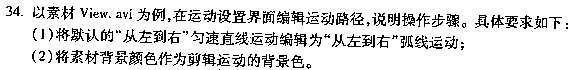 34. 以素材 View. avi 为例,在运动设置界面编辑运动路径,说明操作步骤。具体要求如下:
(1)将默认的“从左到右”匀速直线运动编辑为“从左到右”弧线运动;
(2)将素材背景颜色作为剪辑运动的背景色。